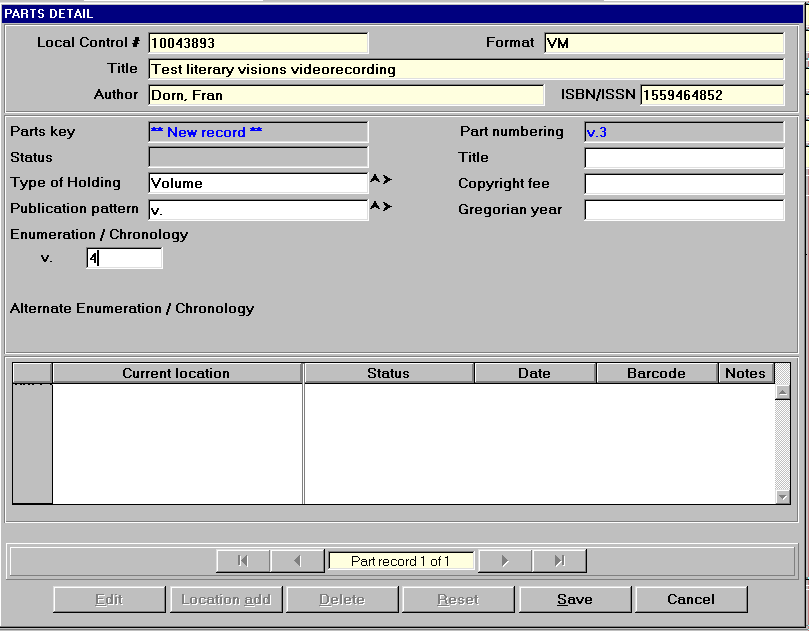 PARTS DETAIL
Local Control # 10043893 Format VM
Title Test literary visions videorecording
Author Dorn, Fran ISBN/ISSN 1559464852
Parts key ** New record ** Part numbering v.3
Status Title
Type of Holding Volume Copyright fee
Publication pattern v. Gregorian year
Enumeration / Chronology
v. 4
Alternate Enumeration / Chronology
Current location Status Date Barcode Notes
Part record 1 of 1
Edit Location add Delete Reset Save Cancel